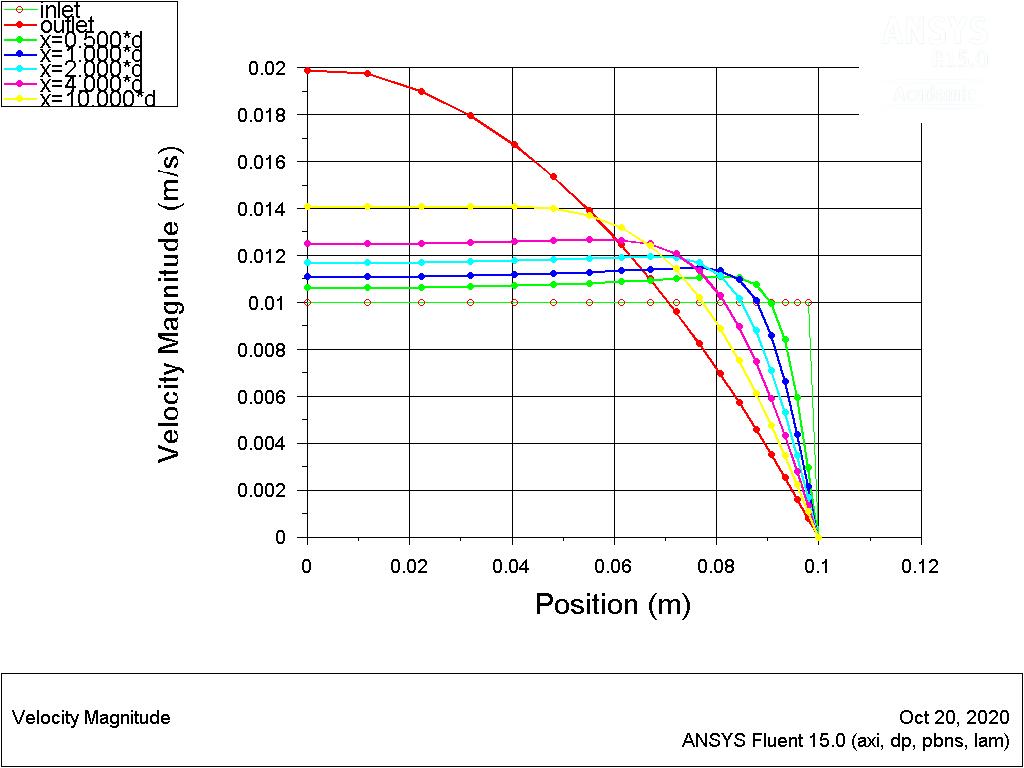 inlet
outlet
x=0.500*d
x=1.000*d
x=2.000*d
x=4.000*d
x=10.000*d
ANSYS
R15.0
Academic
0.02
0.018
0.016
0.014
0.012
0.01
0.008
0.006
0.004
0.002
0
Velocity Magnitude (m/s)
0 0.02 0.04 0.06 0.08 0.1 0.12
Position (m)
Velocity Magnitude
Oct 20, 2020
ANSYS Fluent 15.0 (axi, dp, pbns, lam)